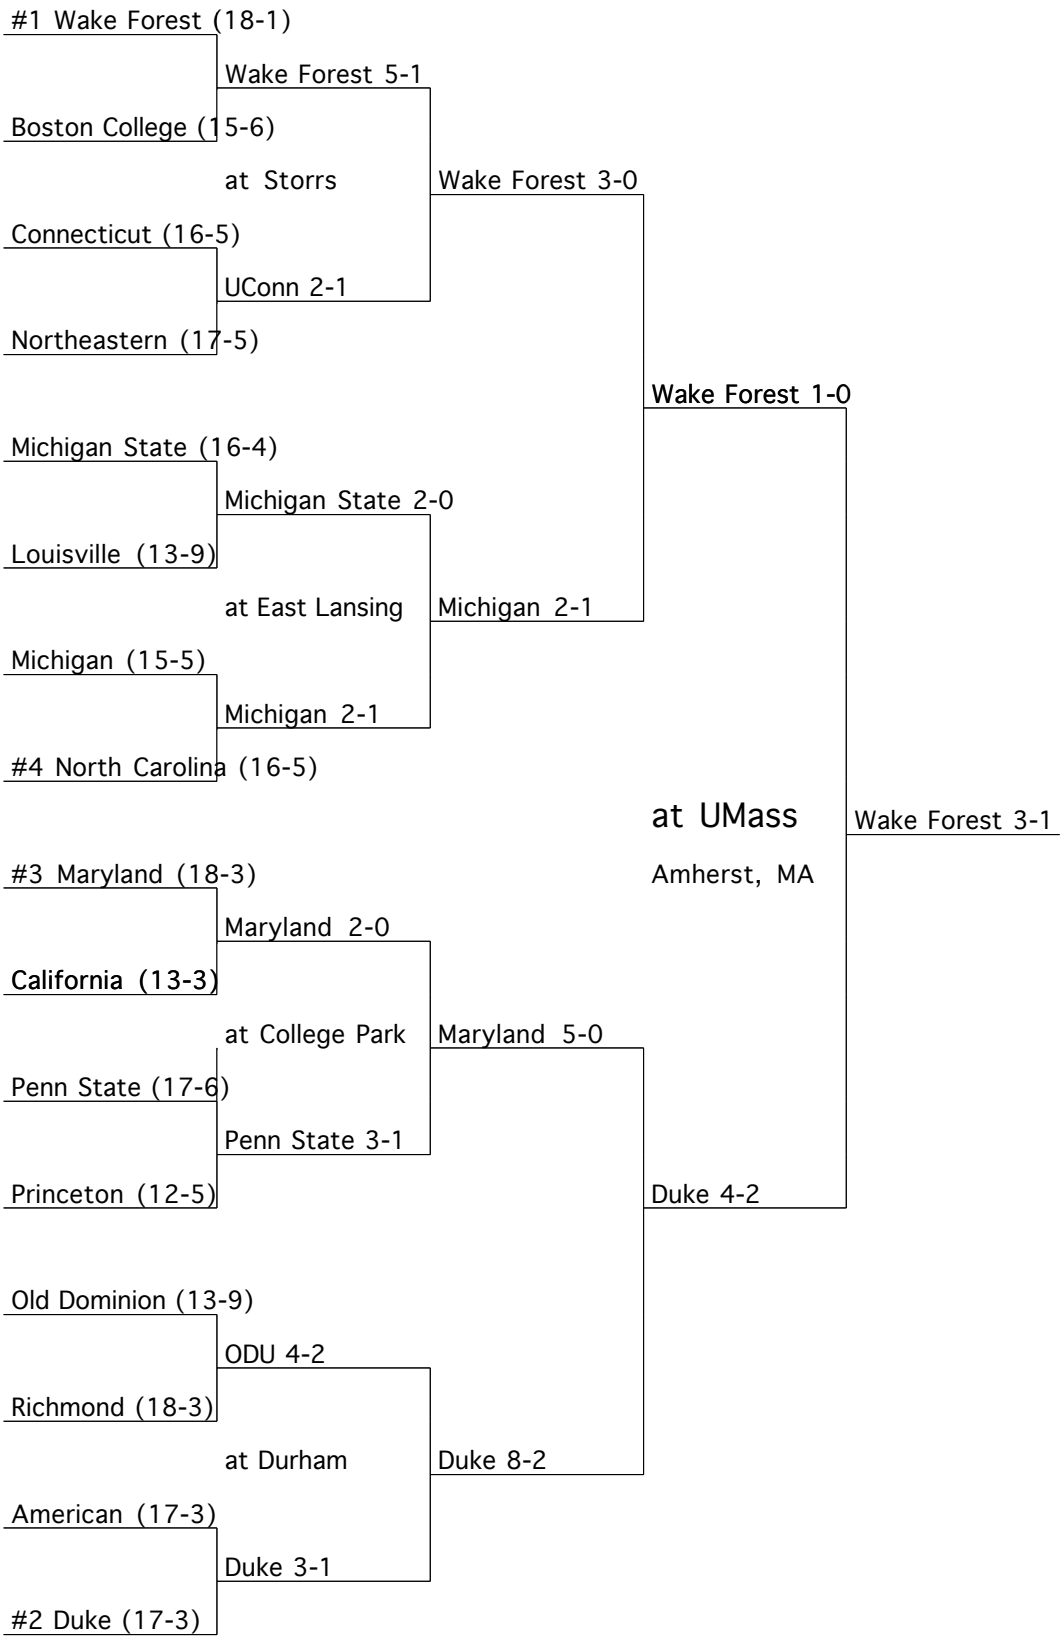 #1 Wake Forest (18-1)
Wake Forest 5-1
Boston College (15-6)
at Storrs
Wake Forest 3-0
Connecticut (16-5)
UConn 2-1
Northeastern (17-5)
Wake Forest 1-0
Michigan State (16-4)
Michigan State 2-0
Louisville (13-9)
at East Lansing
Michigan 2-1
Michigan (15-5)
Michigan 2-1
#4 North Carolina (16-5)
at UMass
Wake Forest 3-1
#3 Maryland (18-3)
Amherst, MA
Maryland 2-0
California (13-3)
at College Park
Maryland 5-0
Penn State (17-6)
Penn State 3-1
Princeton (12-5)
Duke 4-2
Old Dominion (13-9)
ODU 4-2
Richmond (18-3)
at Durham
Duke 8-2
American (17-3)
Duke 3-1
#2 Duke (17-3)